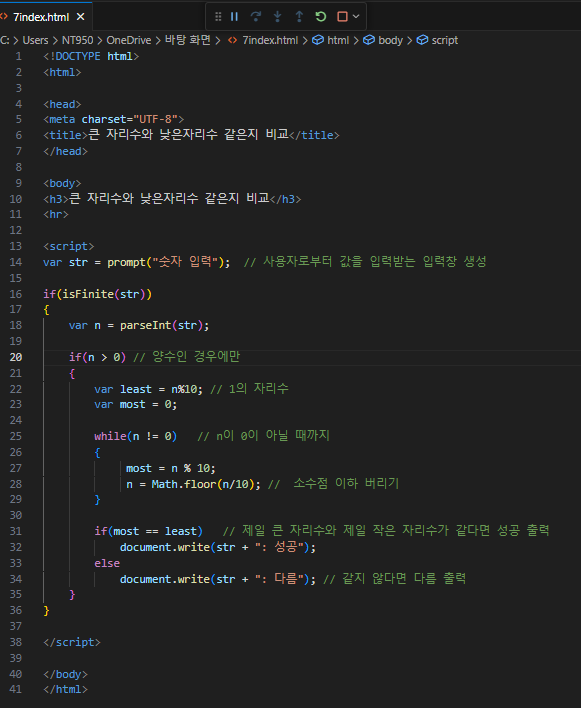 7index.html
C: > Users > NT950 > OneDrive > 바탕 화면 > 7index.html > html > body > script
1 <!DOCTYPE html>
2 <html>
3
4 <head>
5 <meta charset="UTF-8">
6 <title>큰 자리수와 낮은자리수 같은지 비교</title>
7 </head>
8
9 <body>
10 <h3>큰 자리수와 낮은자리수 같은지 비교</h3>
11 <hr>
12
13 <script>
14 var str = prompt("숫자 입력");  // 사용자로부터 값을 입력받는 입력창 생성
15
16 if(isFinite(str))
17 {
18     var n = parseInt(str);
19
20     if(n > 0) // 양수인 경우에만
21     {
22         var least = n%10; // 1의 자리수
23         var most = 0;
24
25         while(n != 0)   // n이 0이 아닐 때까지
26         {
27             most = n % 10;
28             n = Math.floor(n/10); //  소수점 이하 버리기
29         }
30
31         if(most == least)   // 제일 큰 자리수와 제일 작은 자리수가 같다면 성공 출력
32             document.write(str + ": 성공");
33         else
34             document.write(str + ": 다름"); // 같지 않다면 다름 출력
35     }
36 }
37
38 </script>
39
40 </body>
41 </html>